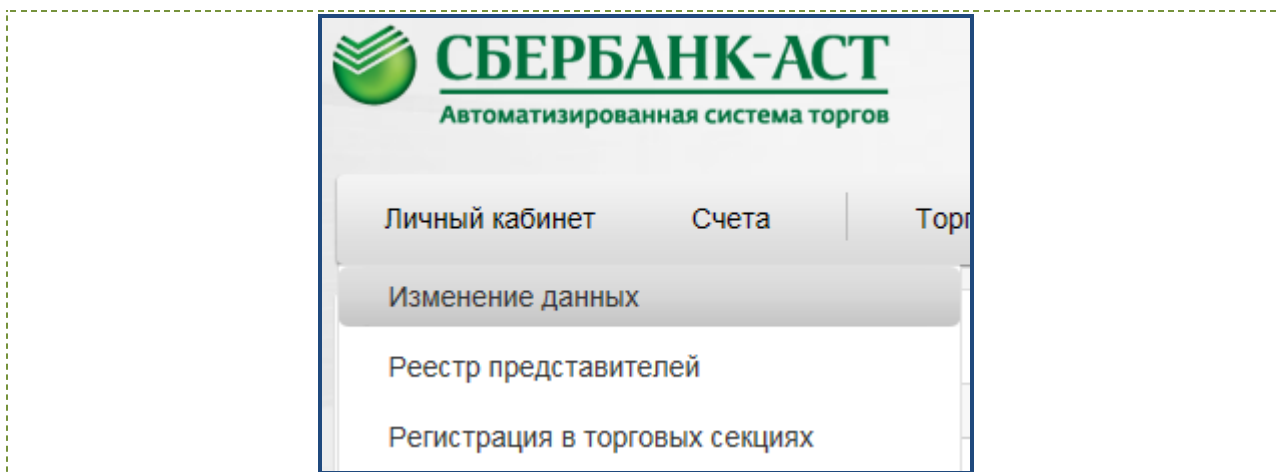 СБЕРБАНК-АСТ
Автоматизированная система торгов
Личный кабинет Счета
Изменение данных
Реестр представителей
Регистрация в торговых секциях